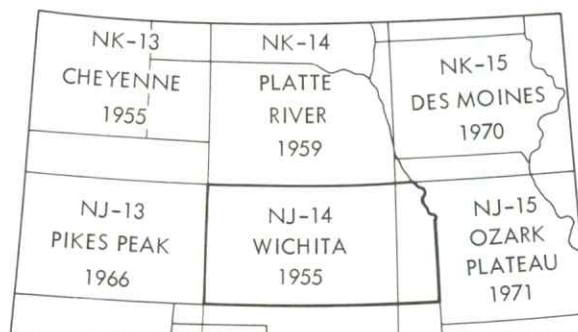 NK-13
CHEYENNE
1955
NK-14
PLATTE
RIVER
1959
NK-15
DES MOINES
1970
NJ-13
PIKES PEAK
1966
NJ-14
WICHITA
1955
NJ-15
OZARK
PLATEAU
1971